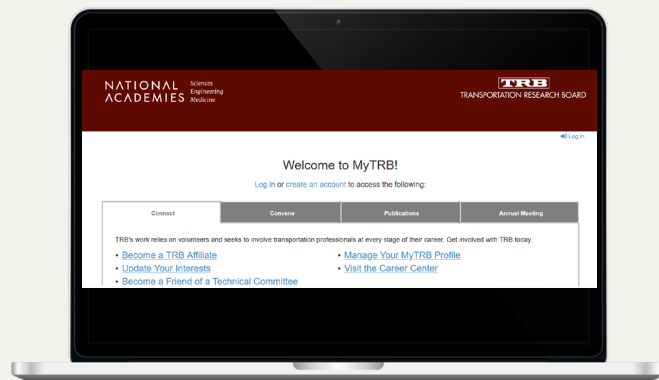 NATIONAL ACADEMIES
Sciences
Engineering
Medicine
TRB
TRANSPORTATION RESEARCH BOARD
Log in
Welcome to MyTRB!
Log In or create an account to access the following:
Connect
Convene
Publications
Annual Meeting
TRB's work relies on volunteers and seeks to involve transportation professionals at every stage of their career. Get involved with TRB today.
• Become a TRB Affiliate
• Update Your Interests
• Become a Friend of a Technical Committee
• Manage Your MyTRB Profile
• Visit the Career Center